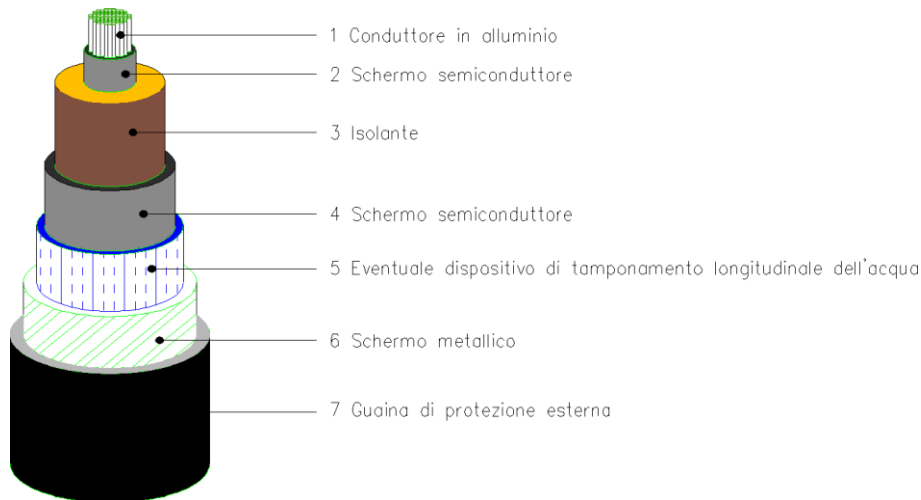 1 Conduttore in alluminio
2 Schermo semiconduttore
3 Isolante
4 Schermo semiconduttore
5 Eventuale dispositivo di tamponamento longitudinale dell'acqua
6 Schermo metallico
7 Guaina di protezione esterna